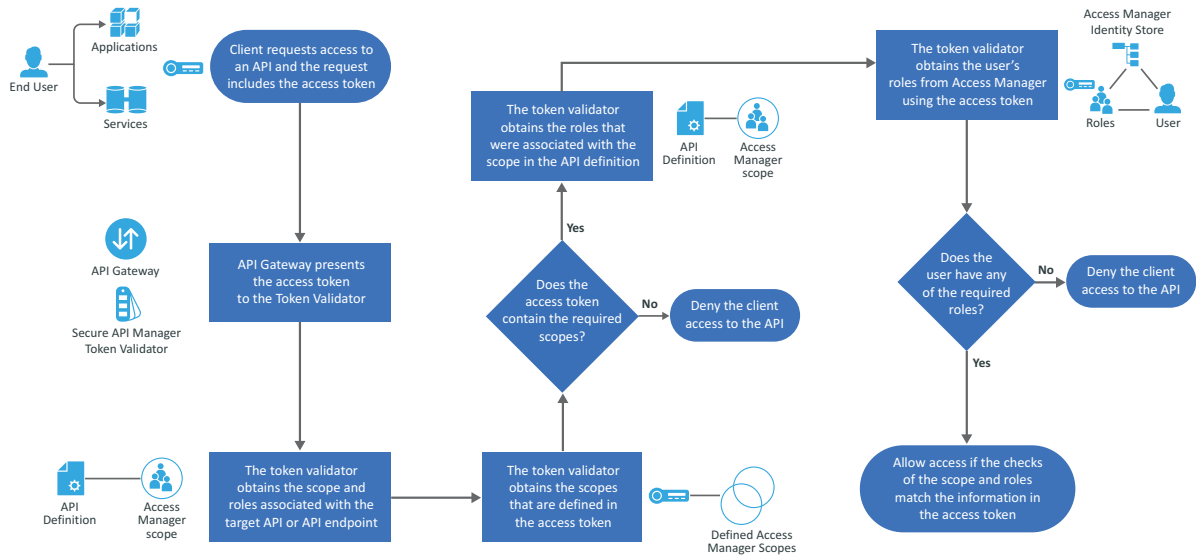 Applications
End User
Services
Client requests access to
an API and the request
includes the access token
API Gateway
Secure API Manager
Token Validator
API Gateway presents
the access token
to the Token Validator
API
Definition
Access
Manager
scope
The token validator
obtains the scope and
roles associated with the
target API or API endpoint
The token validator
obtains the scopes
that are defined in
the access token
Defined Access
Manager Scopes
Does the
access token
contain the required
scopes?
No
Deny the client
access to the API
Yes
The token validator
obtains the roles that
were associated with the
scope in the API definition
API
Definition
Access
Manager
scope
The token validator
obtains the user’s
roles from Access Manager
using the access token
Access Manager
Identity Store
Roles
User
Does the
user have any
of the required
roles?
No
Deny the client
access to the API
Yes
Allow access if the checks
of the scope and roles
match the information in
the access token